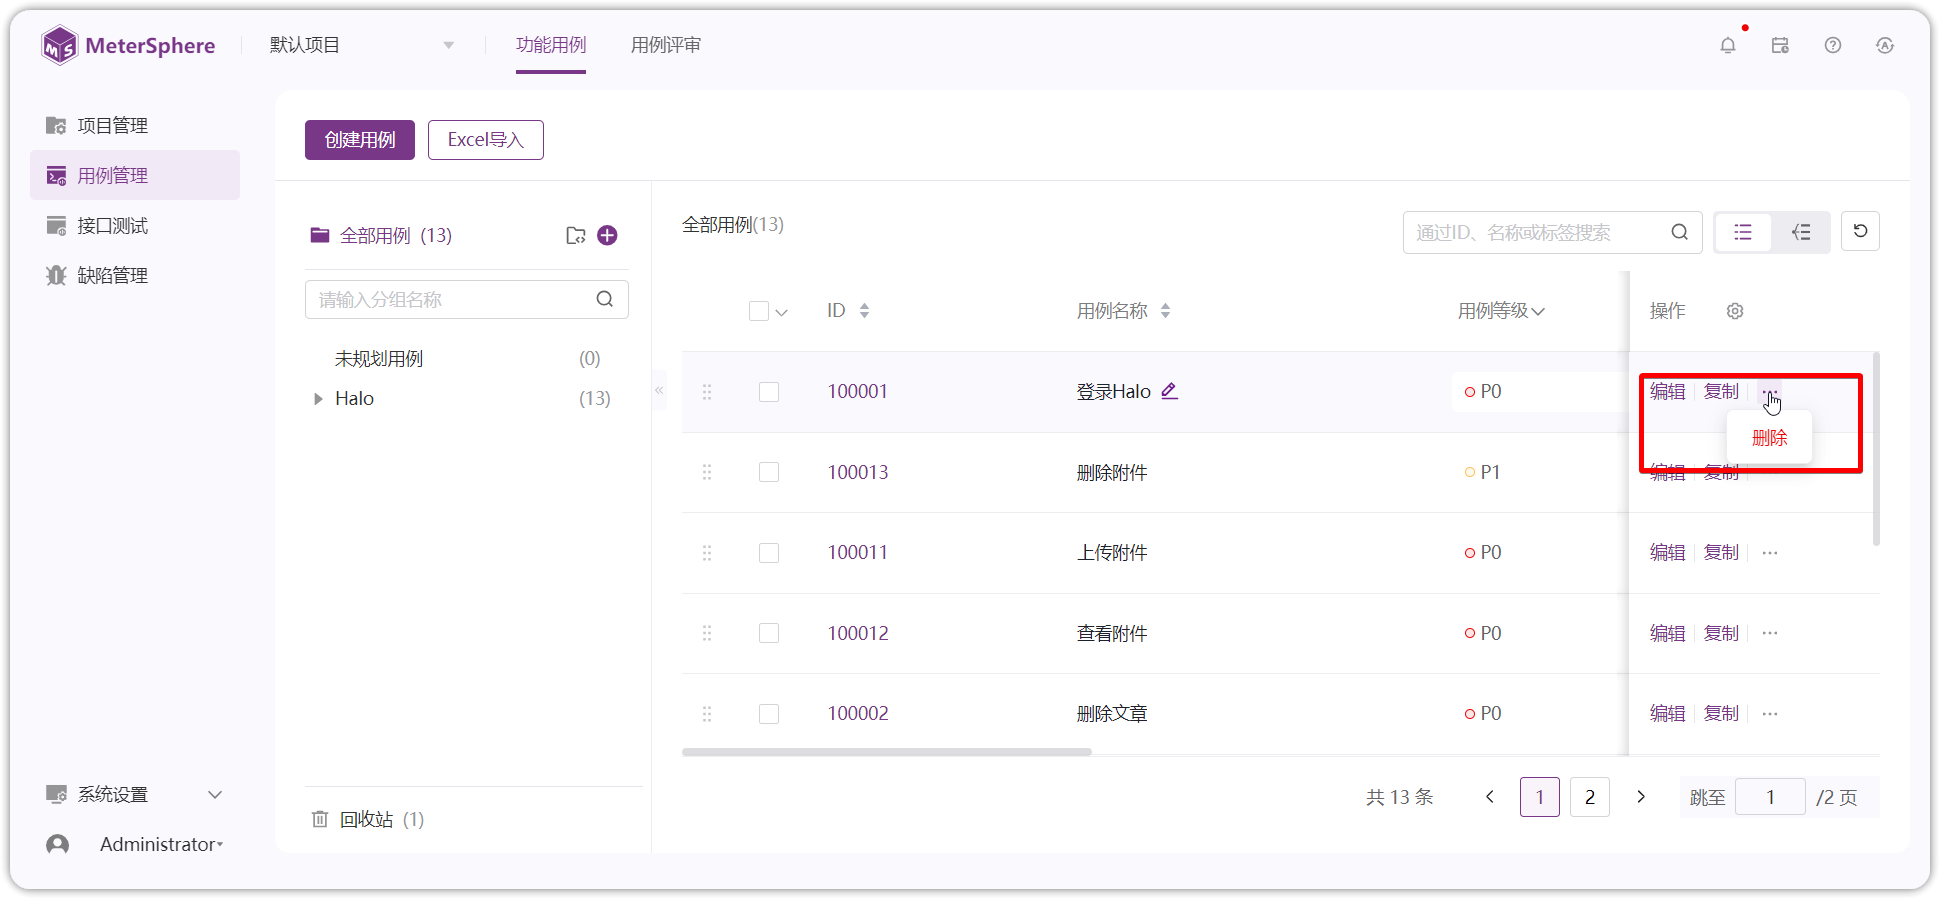 MeterSphere
默认项目
功能用例
用例评审
项目管理
用例管理
接口测试
缺陷管理
系统设置
Administrator
创建用例
Excel导入
全部用例 (13)
请输入分组名称
未规划用例 (0)
Halo (13)
回收站 (1)
全部用例(13)
通过ID、名称或标签搜索
ID 用例名称 用例等级 操作
100001 登录Halo P0 编辑 复制 ...
删除
100013 删除附件 P1 编辑 复制
100011 上传附件 P0 编辑 复制 ...
100012 查看附件 P0 编辑 复制 ...
100002 删除文章 P0 编辑 复制 ...
共 13 条 1 2 跳至 1 /2 页